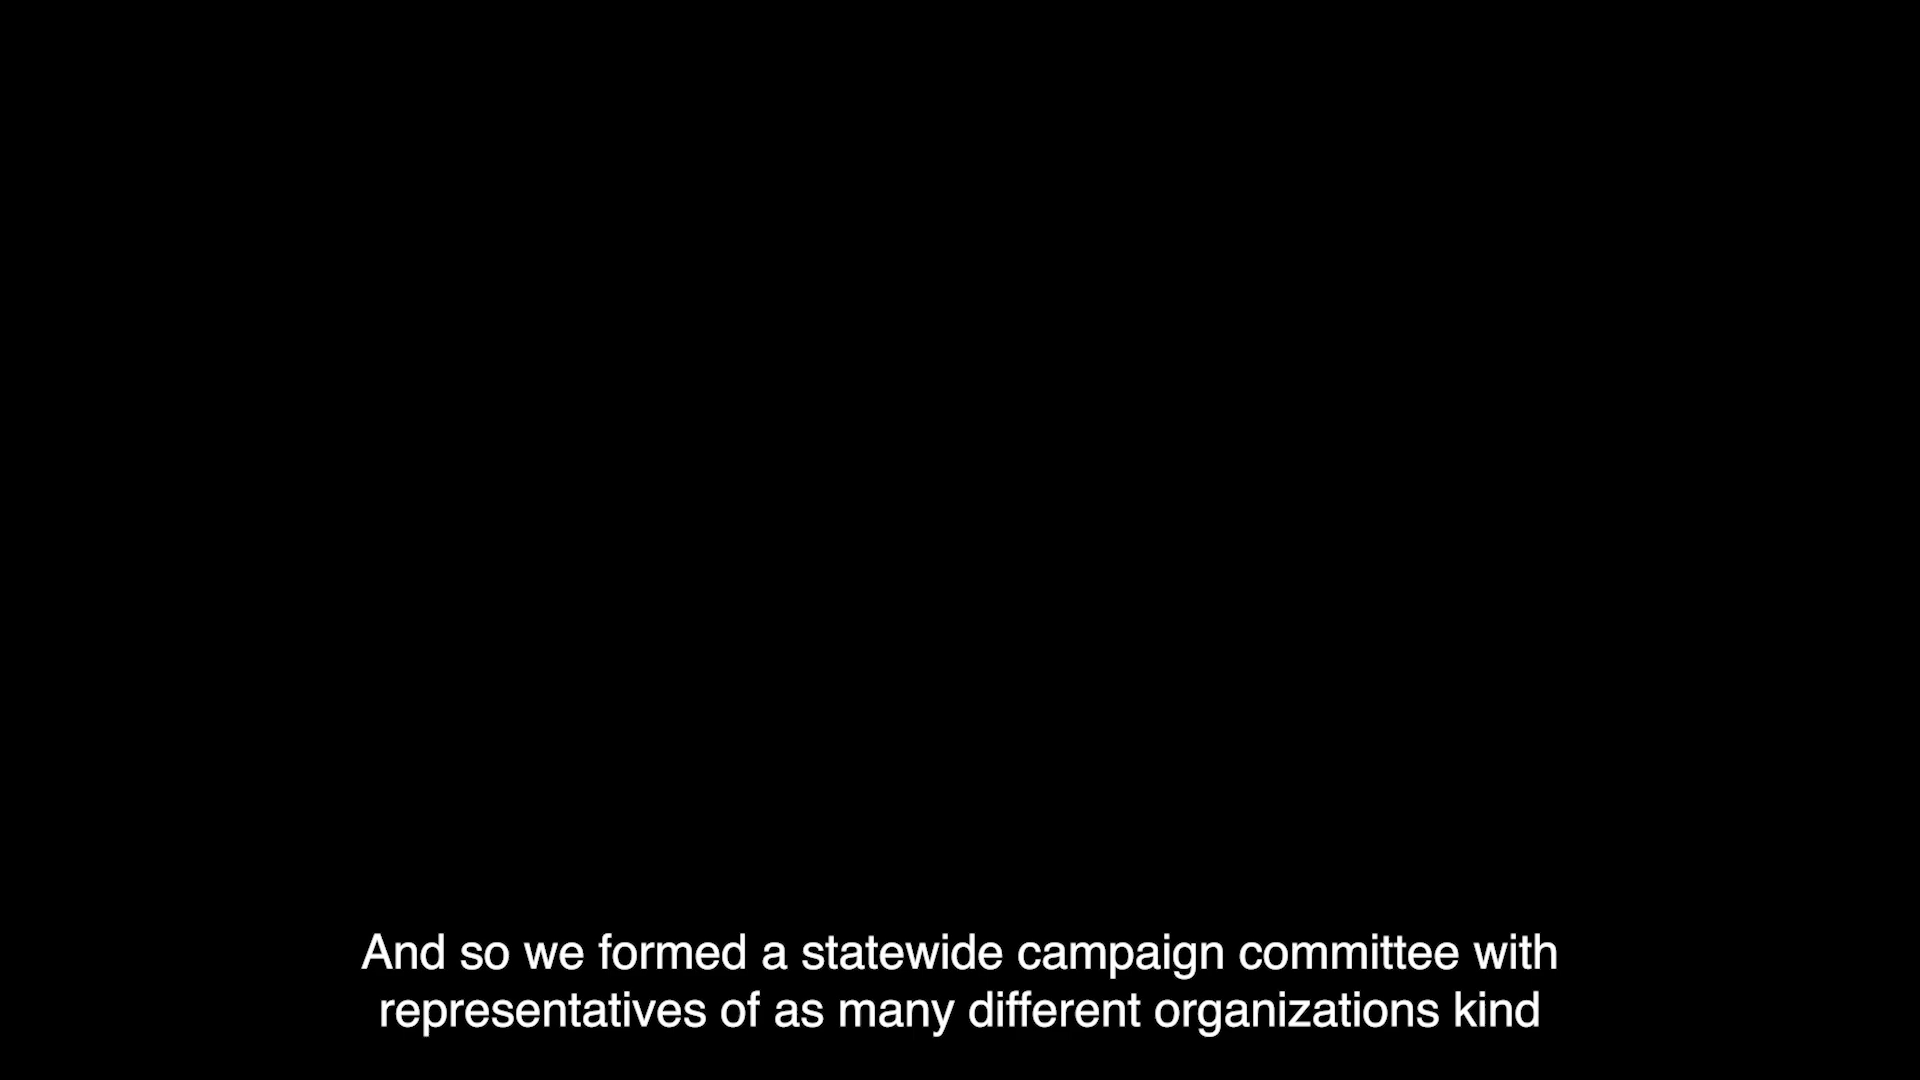 And so we formed a statewide campaign committee with
representatives of as many different organizations kind